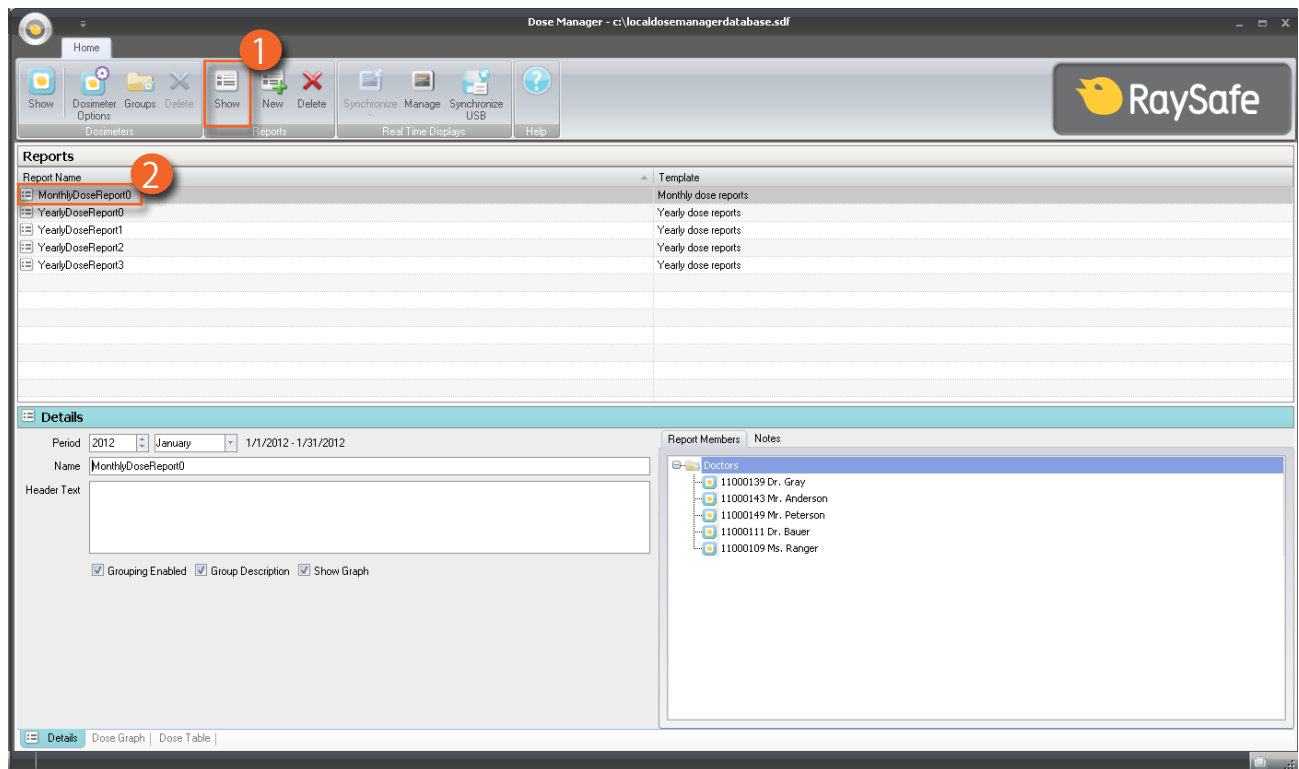 Dose Manager - c:\localdosemanagerdatabase.sdf
Home
1
Show Dosimeter Options Groups Delete Show New Delete Synchronize - Manage Synchronize USB
Dosimeters Reports Real Time Displays Help
RaySafe
Reports
2
Report Name Template
MonthlyDoseReport0 Monthly dose reports
YearlyDoseReport0 Yearly dose reports
YearlyDoseReport1 Yearly dose reports
YearlyDoseReport2 Yearly dose reports
YearlyDoseReport3 Yearly dose reports
Details
Period 2012 January 1/1/2012 - 1/31/2012
Name MonthlyDoseReport0
Header Text
Grouping Enabled Group Description Show Graph
Report Members Notes
Doctors
11000139 Dr. Gray
11000143 Mr. Anderson
11000149 Mr. Peterson
11000111 Dr. Bauer
11000109 Ms. Ranger
Details Dose Graph | Dose Table |